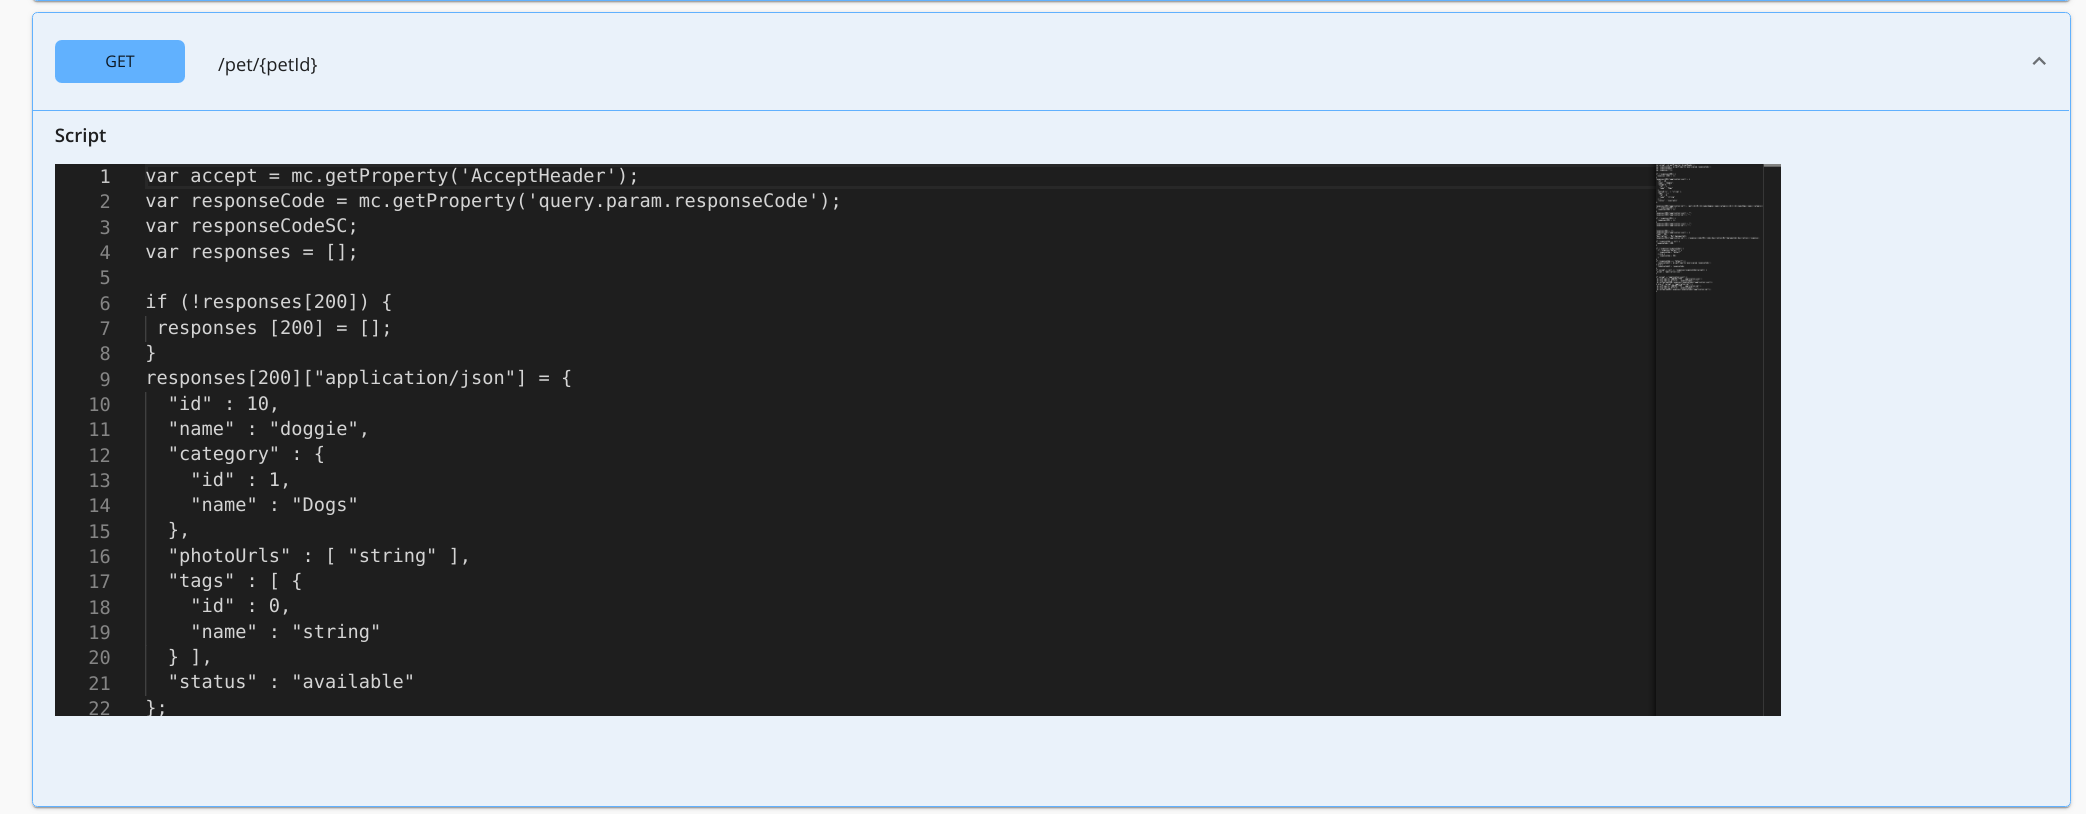 GET /pet/{petId}
Script
1 var accept = mc.getProperty('AcceptHeader');
2 var responseCode = mc.getProperty('query.param.responseCode');
3 var responseCodeSC;
4 var responses = [];
5
6 if (!responses[200]) {
7  responses [200] = [];
8 }
9 responses[200]["application/json"] = {
10   "id" : 10,
11   "name" : "doggie",
12   "category" : {
13     "id" : 1,
14     "name" : "Dogs"
15   },
16   "photoUrls" : [ "string" ],
17   "tags" : [ {
18     "id" : 0,
19     "name" : "string"
20   } ],
21   "status" : "available"
22 };